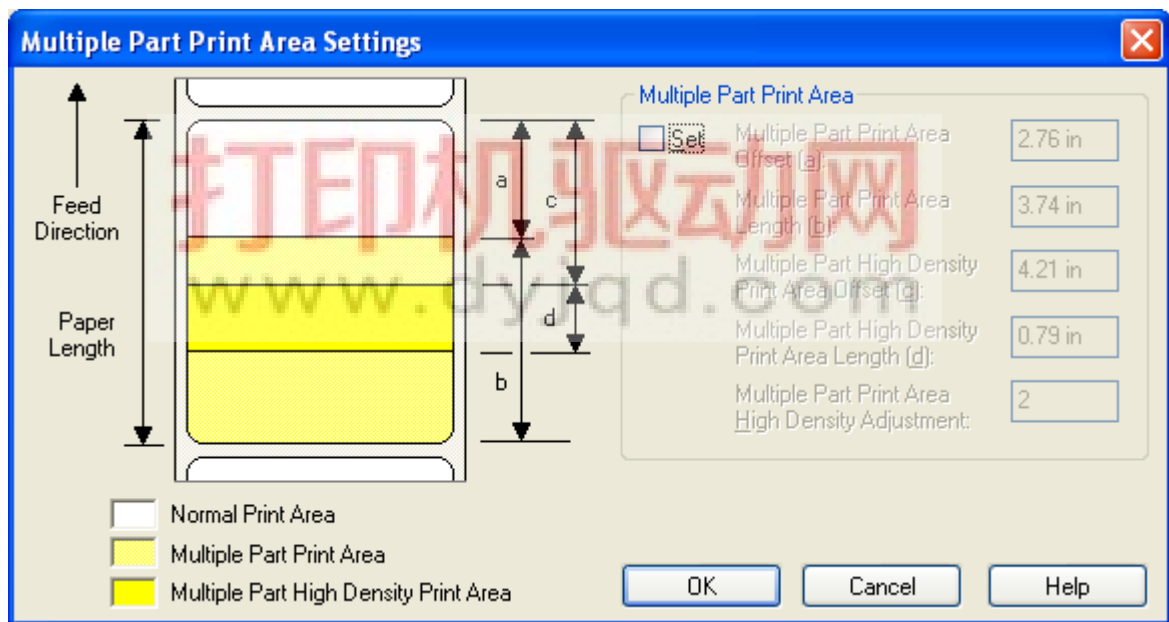 Multiple Part Print Area Settings
Feed
Direction
Paper
Length
a
c
d
b
Normal Print Area
Multiple Part Print Area
Multiple Part High Density Print Area
Multiple Part Print Area
Set
Multiple Part Print Area
Offset (a):
2.76 in
Multiple Part Print Area
Length (b):
3.74 in
Multiple Part High Density
Print Area Offset (c):
4.21 in
Multiple Part High Density
Print Area Length (d):
0.79 in
Multiple Part Print Area
High Density Adjustment:
2
OK
Cancel
Help
打印机驱动网
www.dyjqd.com